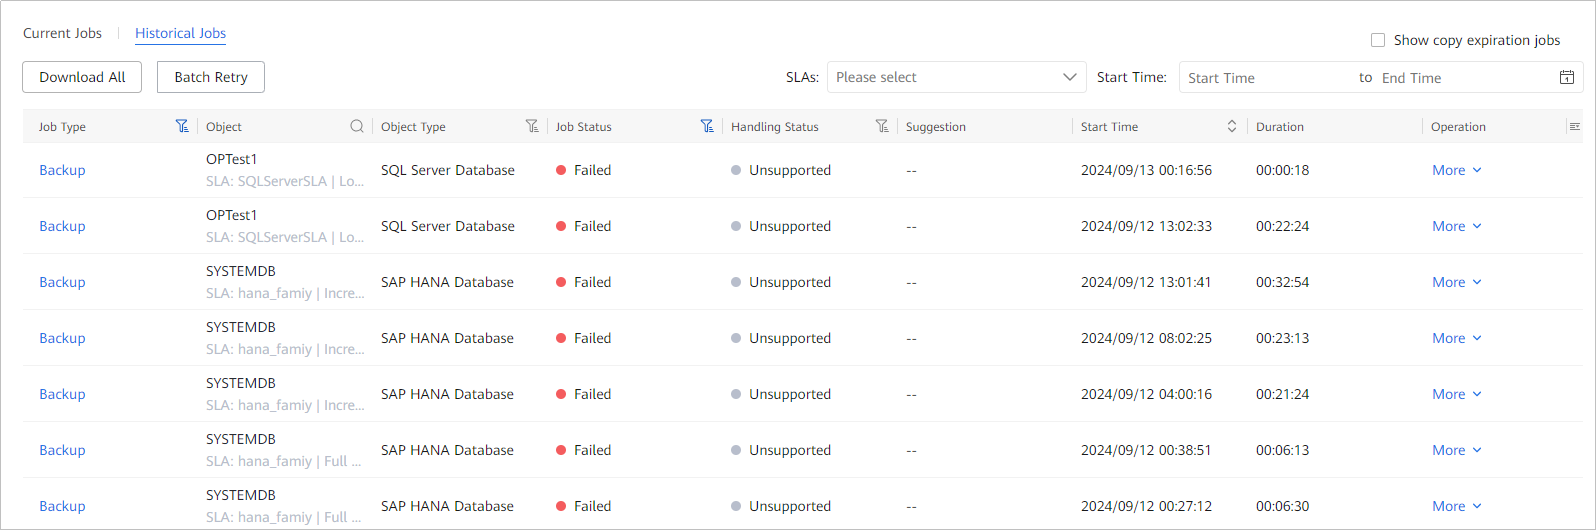 Current Jobs Historical Jobs
Show copy expiration jobs
Download All Batch Retry SLAs: Please select Start Time: Start Time to End Time
Job Type Object Object Type Job Status Handling Status Suggestion Start Time Duration Operation
Backup OPTest1 SQL Server Database Failed Unsupported -- 2024/09/13 00:16:56 00:00:18 More
SLA: SQLServerSLA | Lo...
Backup OPTest1 SQL Server Database Failed Unsupported -- 2024/09/12 13:02:33 00:22:24 More
SLA: SQLServerSLA | Lo...
Backup SYSTEMDB SAP HANA Database Failed Unsupported -- 2024/09/12 13:01:41 00:32:54 More
SLA: hana_famiy | Incre...
Backup SYSTEMDB SAP HANA Database Failed Unsupported -- 2024/09/12 08:02:25 00:23:13 More
SLA: hana_famiy | Incre...
Backup SYSTEMDB SAP HANA Database Failed Unsupported -- 2024/09/12 04:00:16 00:21:24 More
SLA: hana_famiy | Incre...
Backup SYSTEMDB SAP HANA Database Failed Unsupported -- 2024/09/12 00:38:51 00:06:13 More
SLA: hana_famiy | Full ...
Backup SYSTEMDB SAP HANA Database Failed Unsupported -- 2024/09/12 00:27:12 00:06:30 More
SLA: hana_famiy | Full ...